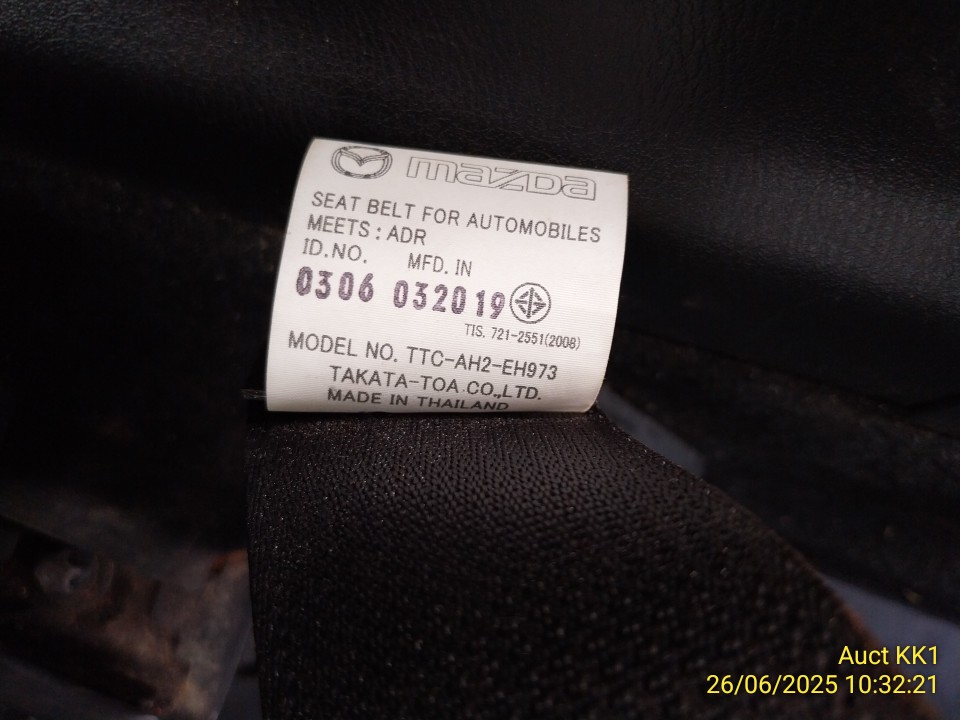 mazda
SEAT BELT FOR AUTOMOBILES
MEETS : ADR
ID.NO. MFD. IN
0306 032019
TIS. 721-2551(2008)
MODEL NO. TTC-AH2-EH973
TAKATA-TOA CO.,LTD.
MADE IN THAILAND
Auct KK1
26/06/2025 10:32:21